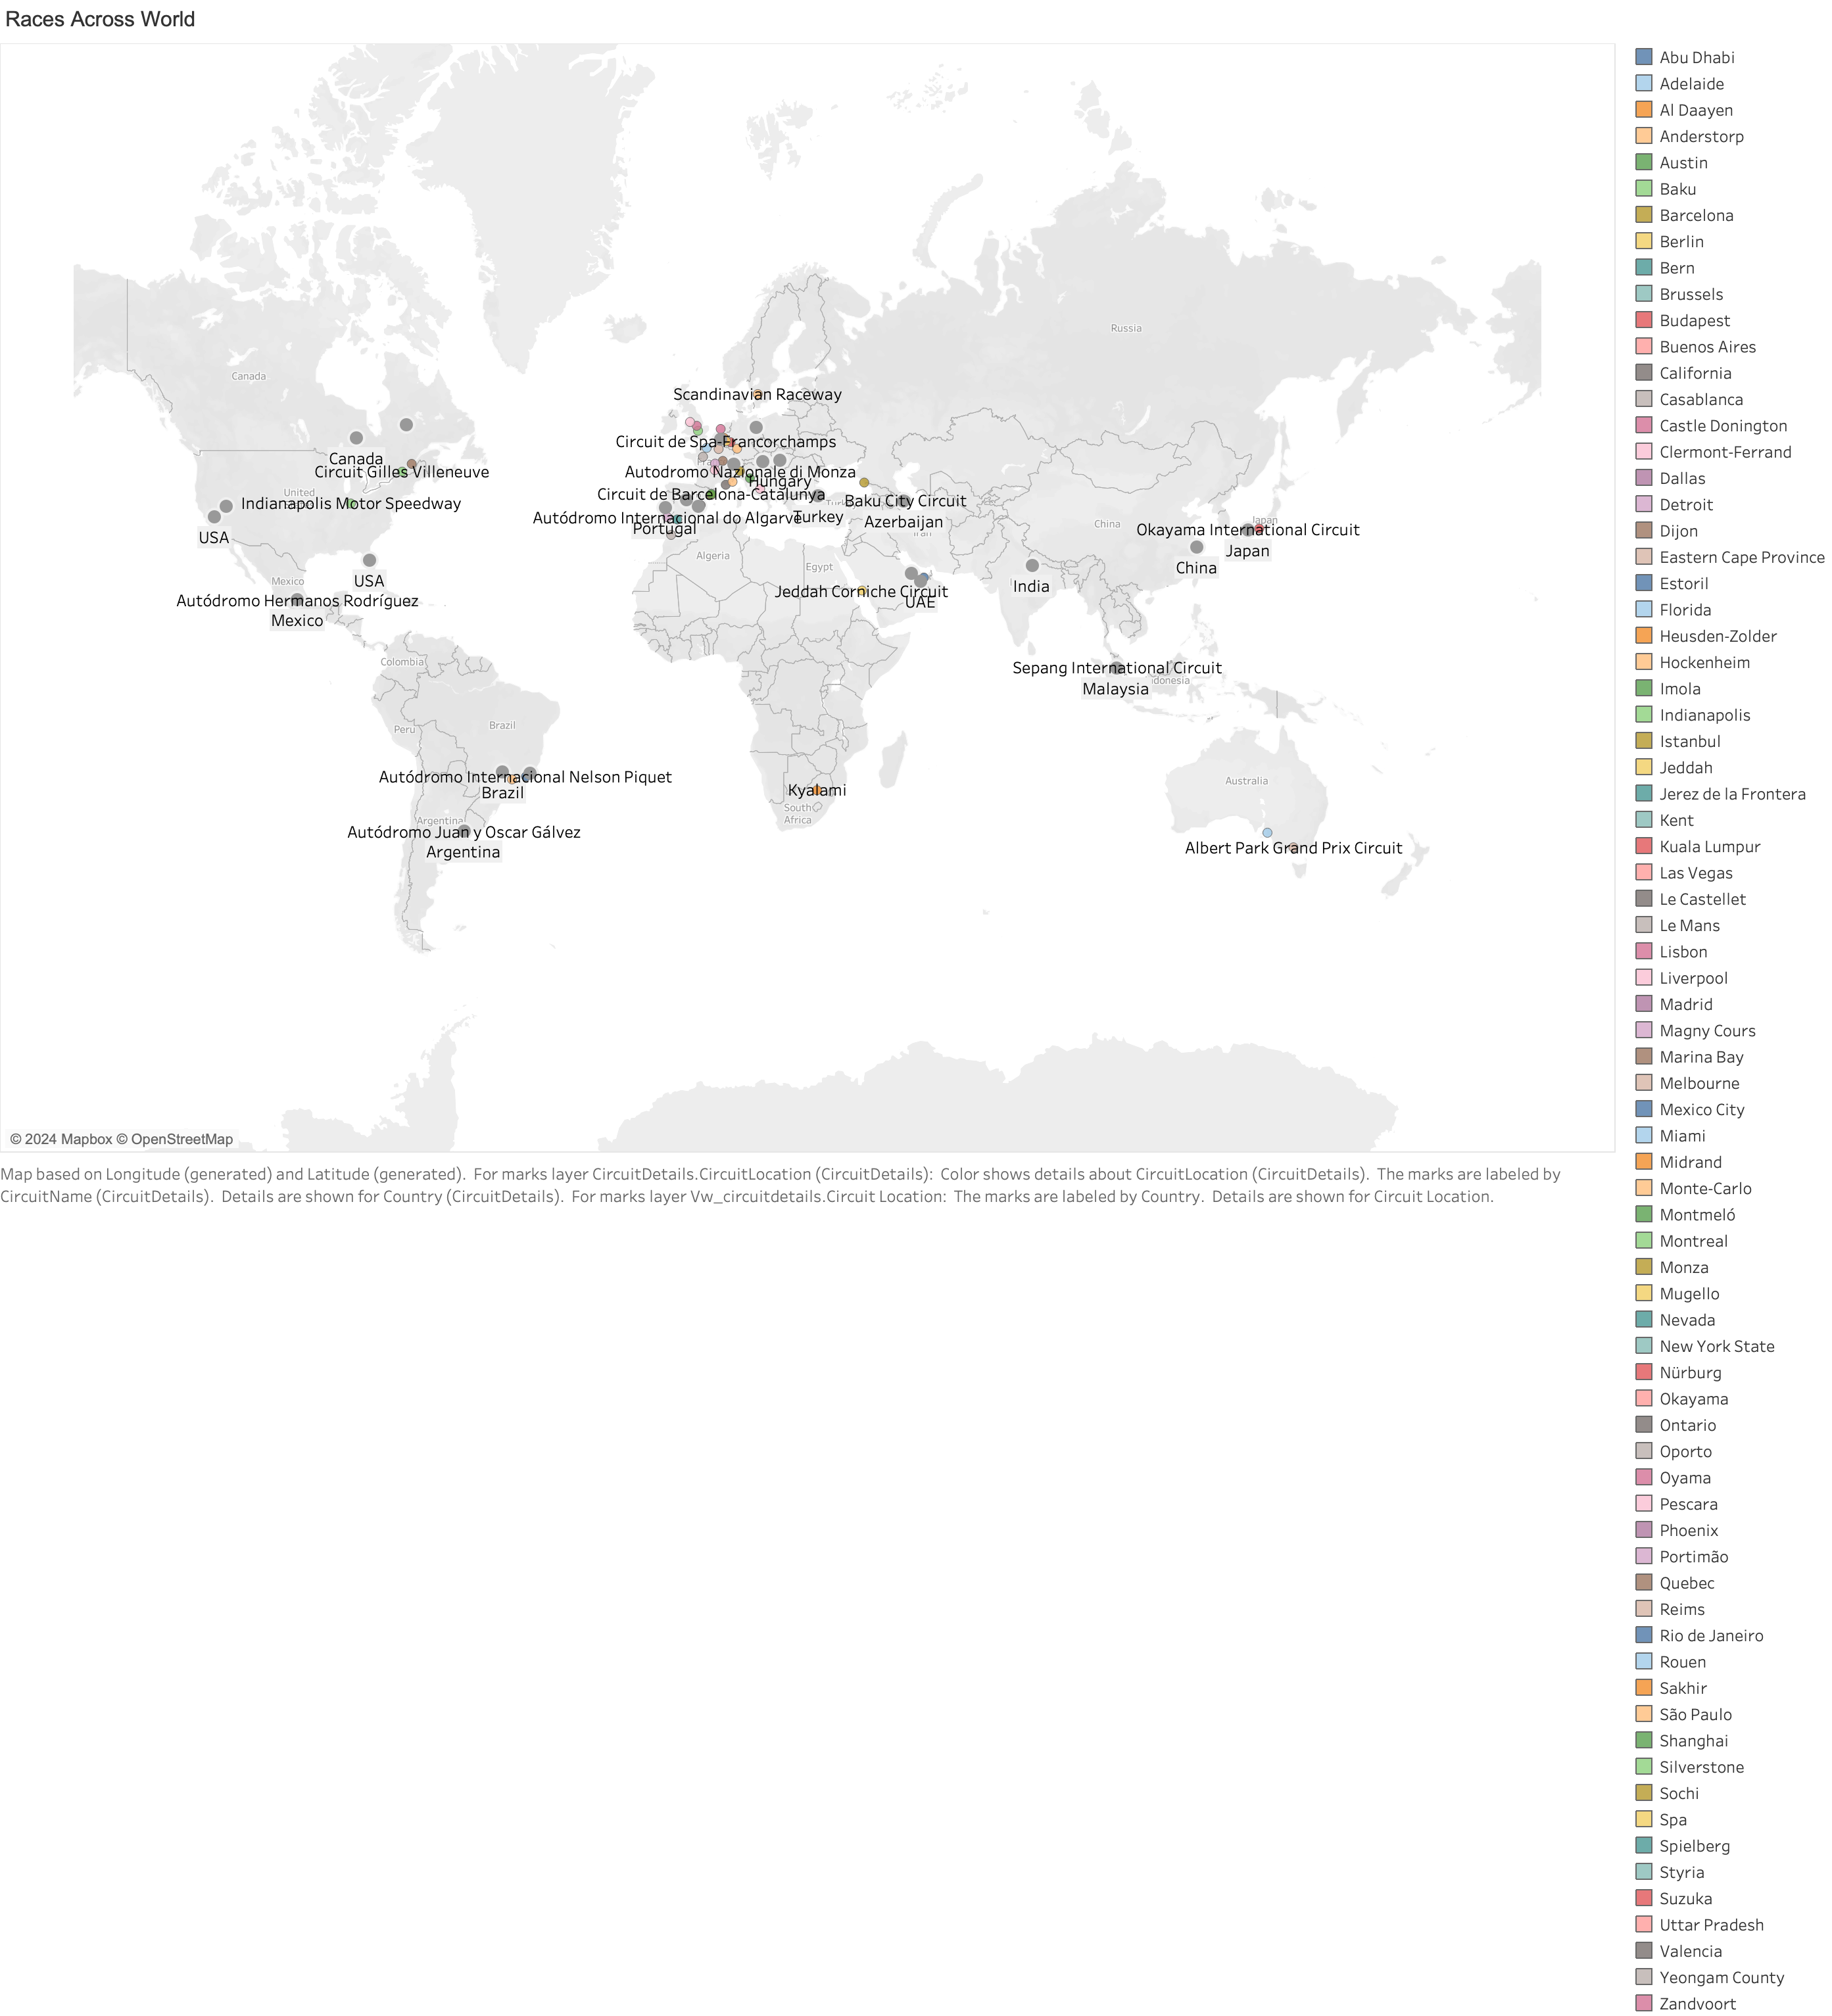 Races Across World
Russia
Canada
Scandinavian Raceway
Circuit de Spa-Francorchamps
Canada
Circuit Gilles Villeneuve
Autodromo Nazionale di Monza
Hungary
United
Indianapolis Motor Speedway
Circuit de Barcelona-Catalunya
Baku City Circuit
Autódromo Internacional do Algarve
Turkey
Azerbaijan
China
Japan
Okayama International Circuit
Portugal
USA
Iran
Japan
Algeria
Egypt
China
USA
Mexico
India
Jeddah Corniche Circuit
UAE
Autódromo Hermanos Rodríguez
Mexico
Colombia
Sepang International Circuit
donesia
Malaysia
Peru
Brazil
Autódromo Internacional Nelson Piquet
Brazil
Kyalami
South
Africa
Australia
Argentina
Autódromo Juan y Oscar Gálvez
Argentina
Albert Park Grand Prix Circuit
© 2024 Mapbox © OpenStreetMap
Map based on Longitude (generated) and Latitude (generated). For marks layer CircuitDetails.CircuitLocation (CircuitDetails): Color shows details about CircuitLocation (CircuitDetails). The marks are labeled by
CircuitName (CircuitDetails). Details are shown for Country (CircuitDetails). For marks layer Vw_circuitdetails.Circuit Location: The marks are labeled by Country. Details are shown for Circuit Location.
Abu Dhabi
Adelaide
Al Daayen
Anderstorp
Austin
Baku
Barcelona
Berlin
Bern
Brussels
Budapest
Buenos Aires
California
Casablanca
Castle Donington
Clermont-Ferrand
Dallas
Detroit
Dijon
Eastern Cape Province
Estoril
Florida
Heusden-Zolder
Hockenheim
Imola
Indianapolis
Istanbul
Jeddah
Jerez de la Frontera
Kent
Kuala Lumpur
Las Vegas
Le Castellet
Le Mans
Lisbon
Liverpool
Madrid
Magny Cours
Marina Bay
Melbourne
Mexico City
Miami
Midrand
Monte-Carlo
Montmeló
Montreal
Monza
Mugello
Nevada
New York State
Nürburg
Okayama
Ontario
Oporto
Oyama
Pescara
Phoenix
Portimão
Quebec
Reims
Rio de Janeiro
Rouen
Sakhir
São Paulo
Shanghai
Silverstone
Sochi
Spa
Spielberg
Styria
Suzuka
Uttar Pradesh
Valencia
Yeongam County
Zandvoort